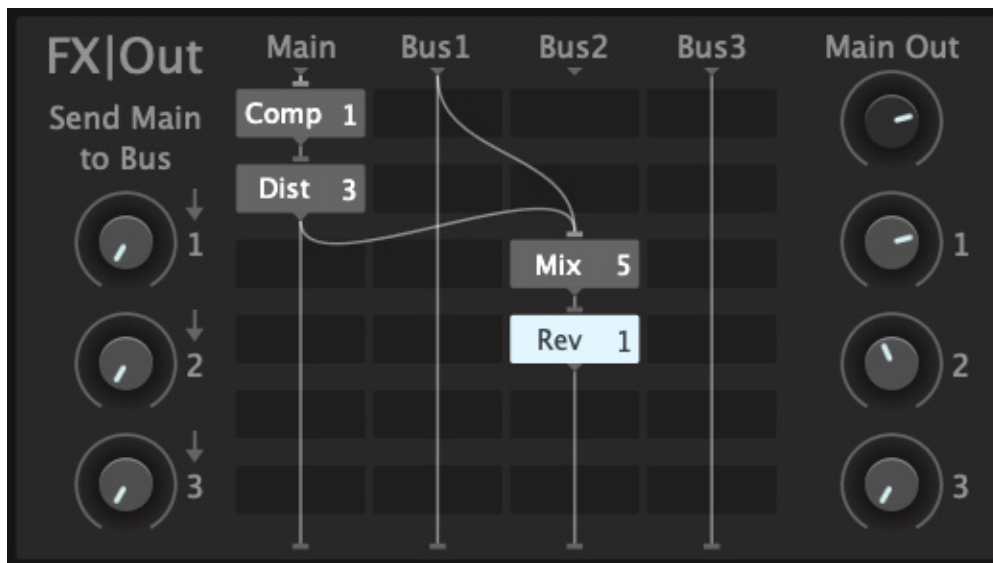 FX|Out
Main Bus1 Bus2 Bus3 Main Out
Send Main
to Bus
Comp 1
Dist 3
1
1
Mix 5
Rev 1
2
2
3
3